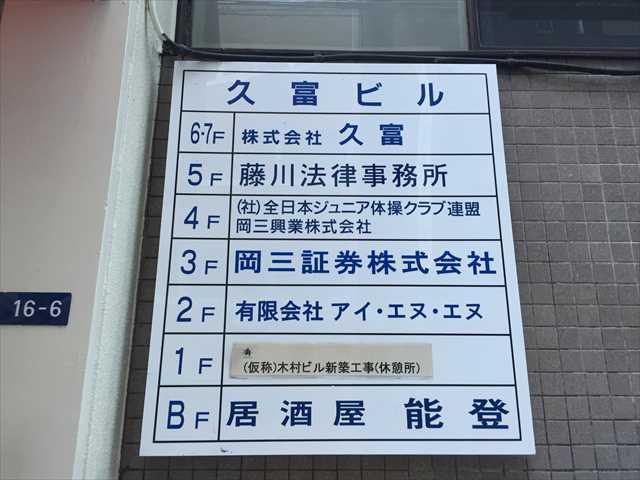 久富ビル
6・7F 株式会社 久富
5F 藤川法律事務所
4F (社)全日本ジュニア体操クラブ連盟
岡三興業株式会社
3F 岡三証券株式会社
2F 有限会社 アイ・エヌ・エヌ
1F (仮称)木村ビル新築工事(休憩所)
BF 居酒屋 能登
16-6